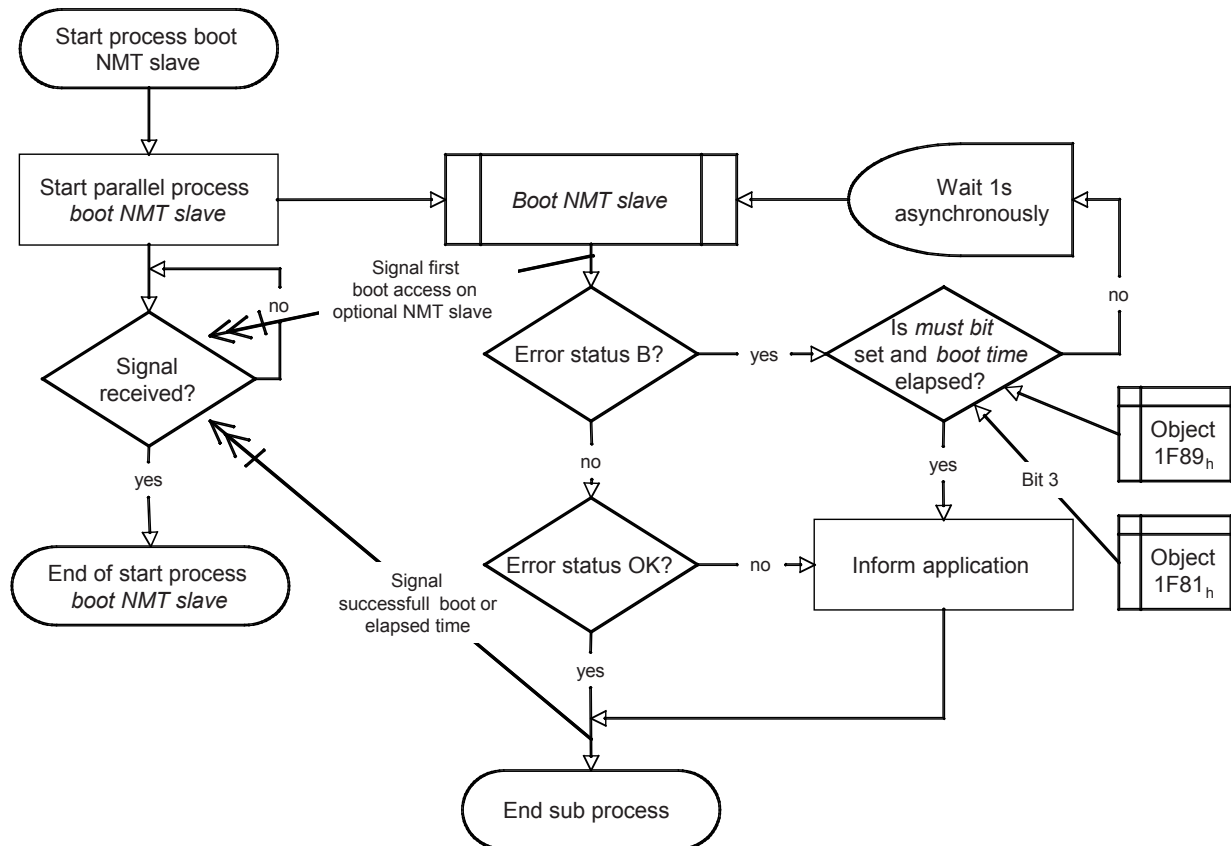 Start process boot
NMT slave
Start parallel process
boot NMT slave
Boot NMT slave
Wait 1s
asynchronously
Signal first
boot access on
optional NMT slave
no
no
Signal
received?
Error status B?
yes
Is must bit
set and boot time
elapsed?
Object
1F89h
yes
no
yes
Bit 3
End of start process
boot NMT slave
Signal
successfull boot or
elapsed time
Error status OK?
no
Inform application
Object
1F81h
yes
End sub process